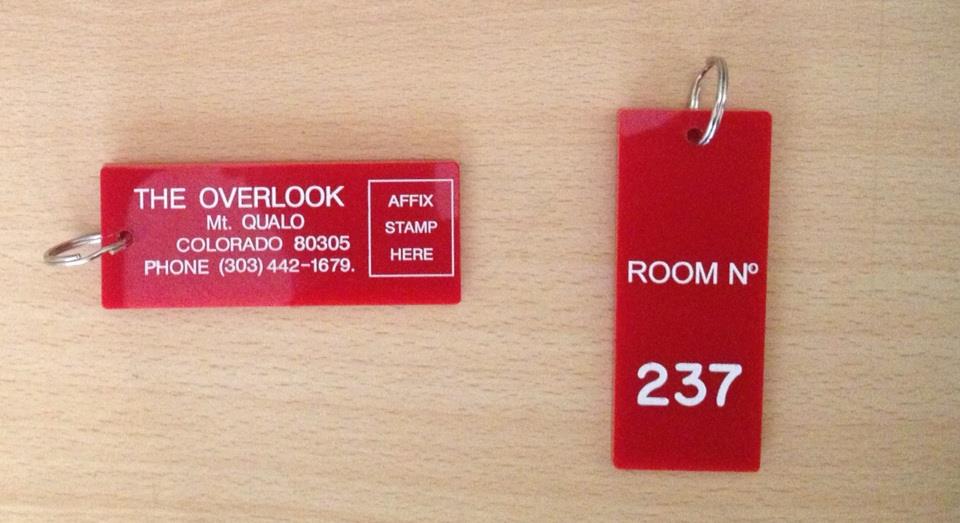 THE OVERLOOK
Mt. QUALO
COLORADO 80305
PHONE (303) 442-1679.
AFFIX
STAMP
HERE
ROOM Nº
237